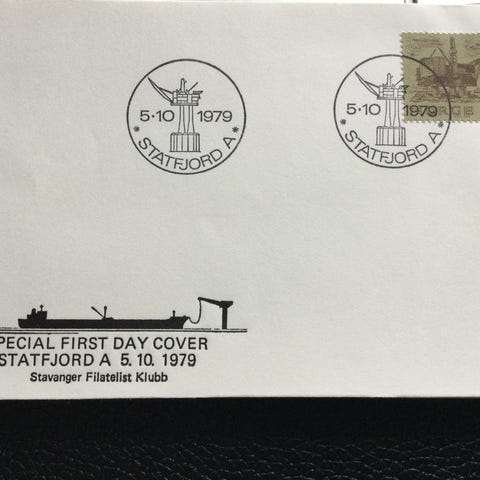 5·10 1979
* STATFJORD A *
5·10 1979
* STATFJORD A *
RGE
PECIAL FIRST DAY COVER
STATFJORD A 5. 10. 1979
Stavanger Filatelist Klubb